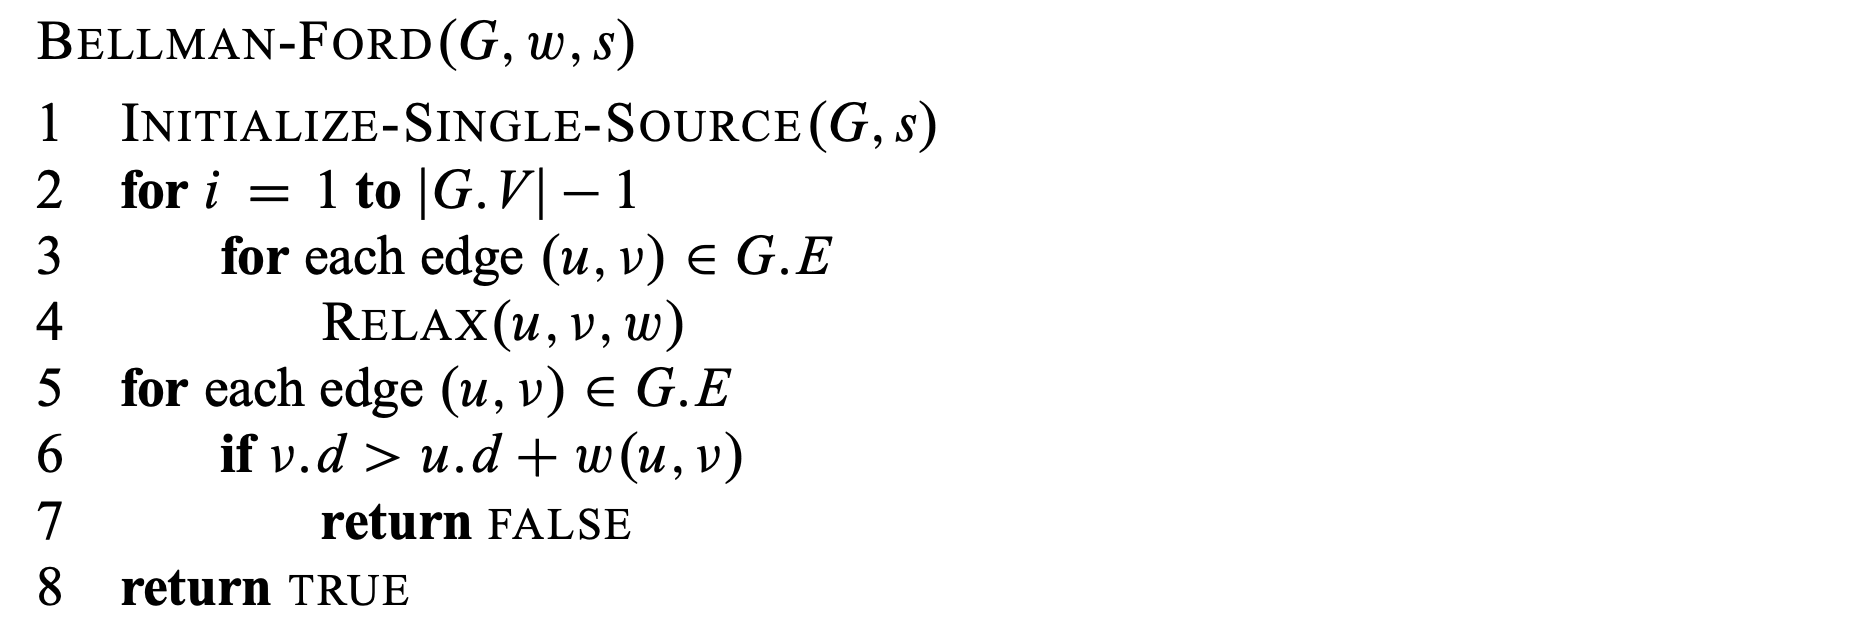 BELLMAN-FORD(G, w, s)
1 INITIALIZE-SINGLE-SOURCE(G, s)
2 for i = 1 to |G.V| − 1
3 for each edge (u, v) ∈ G.E
4 RELAX(u, v, w)
5 for each edge (u, v) ∈ G.E
6 if v.d > u.d + w(u, v)
7 return FALSE
8 return TRUE